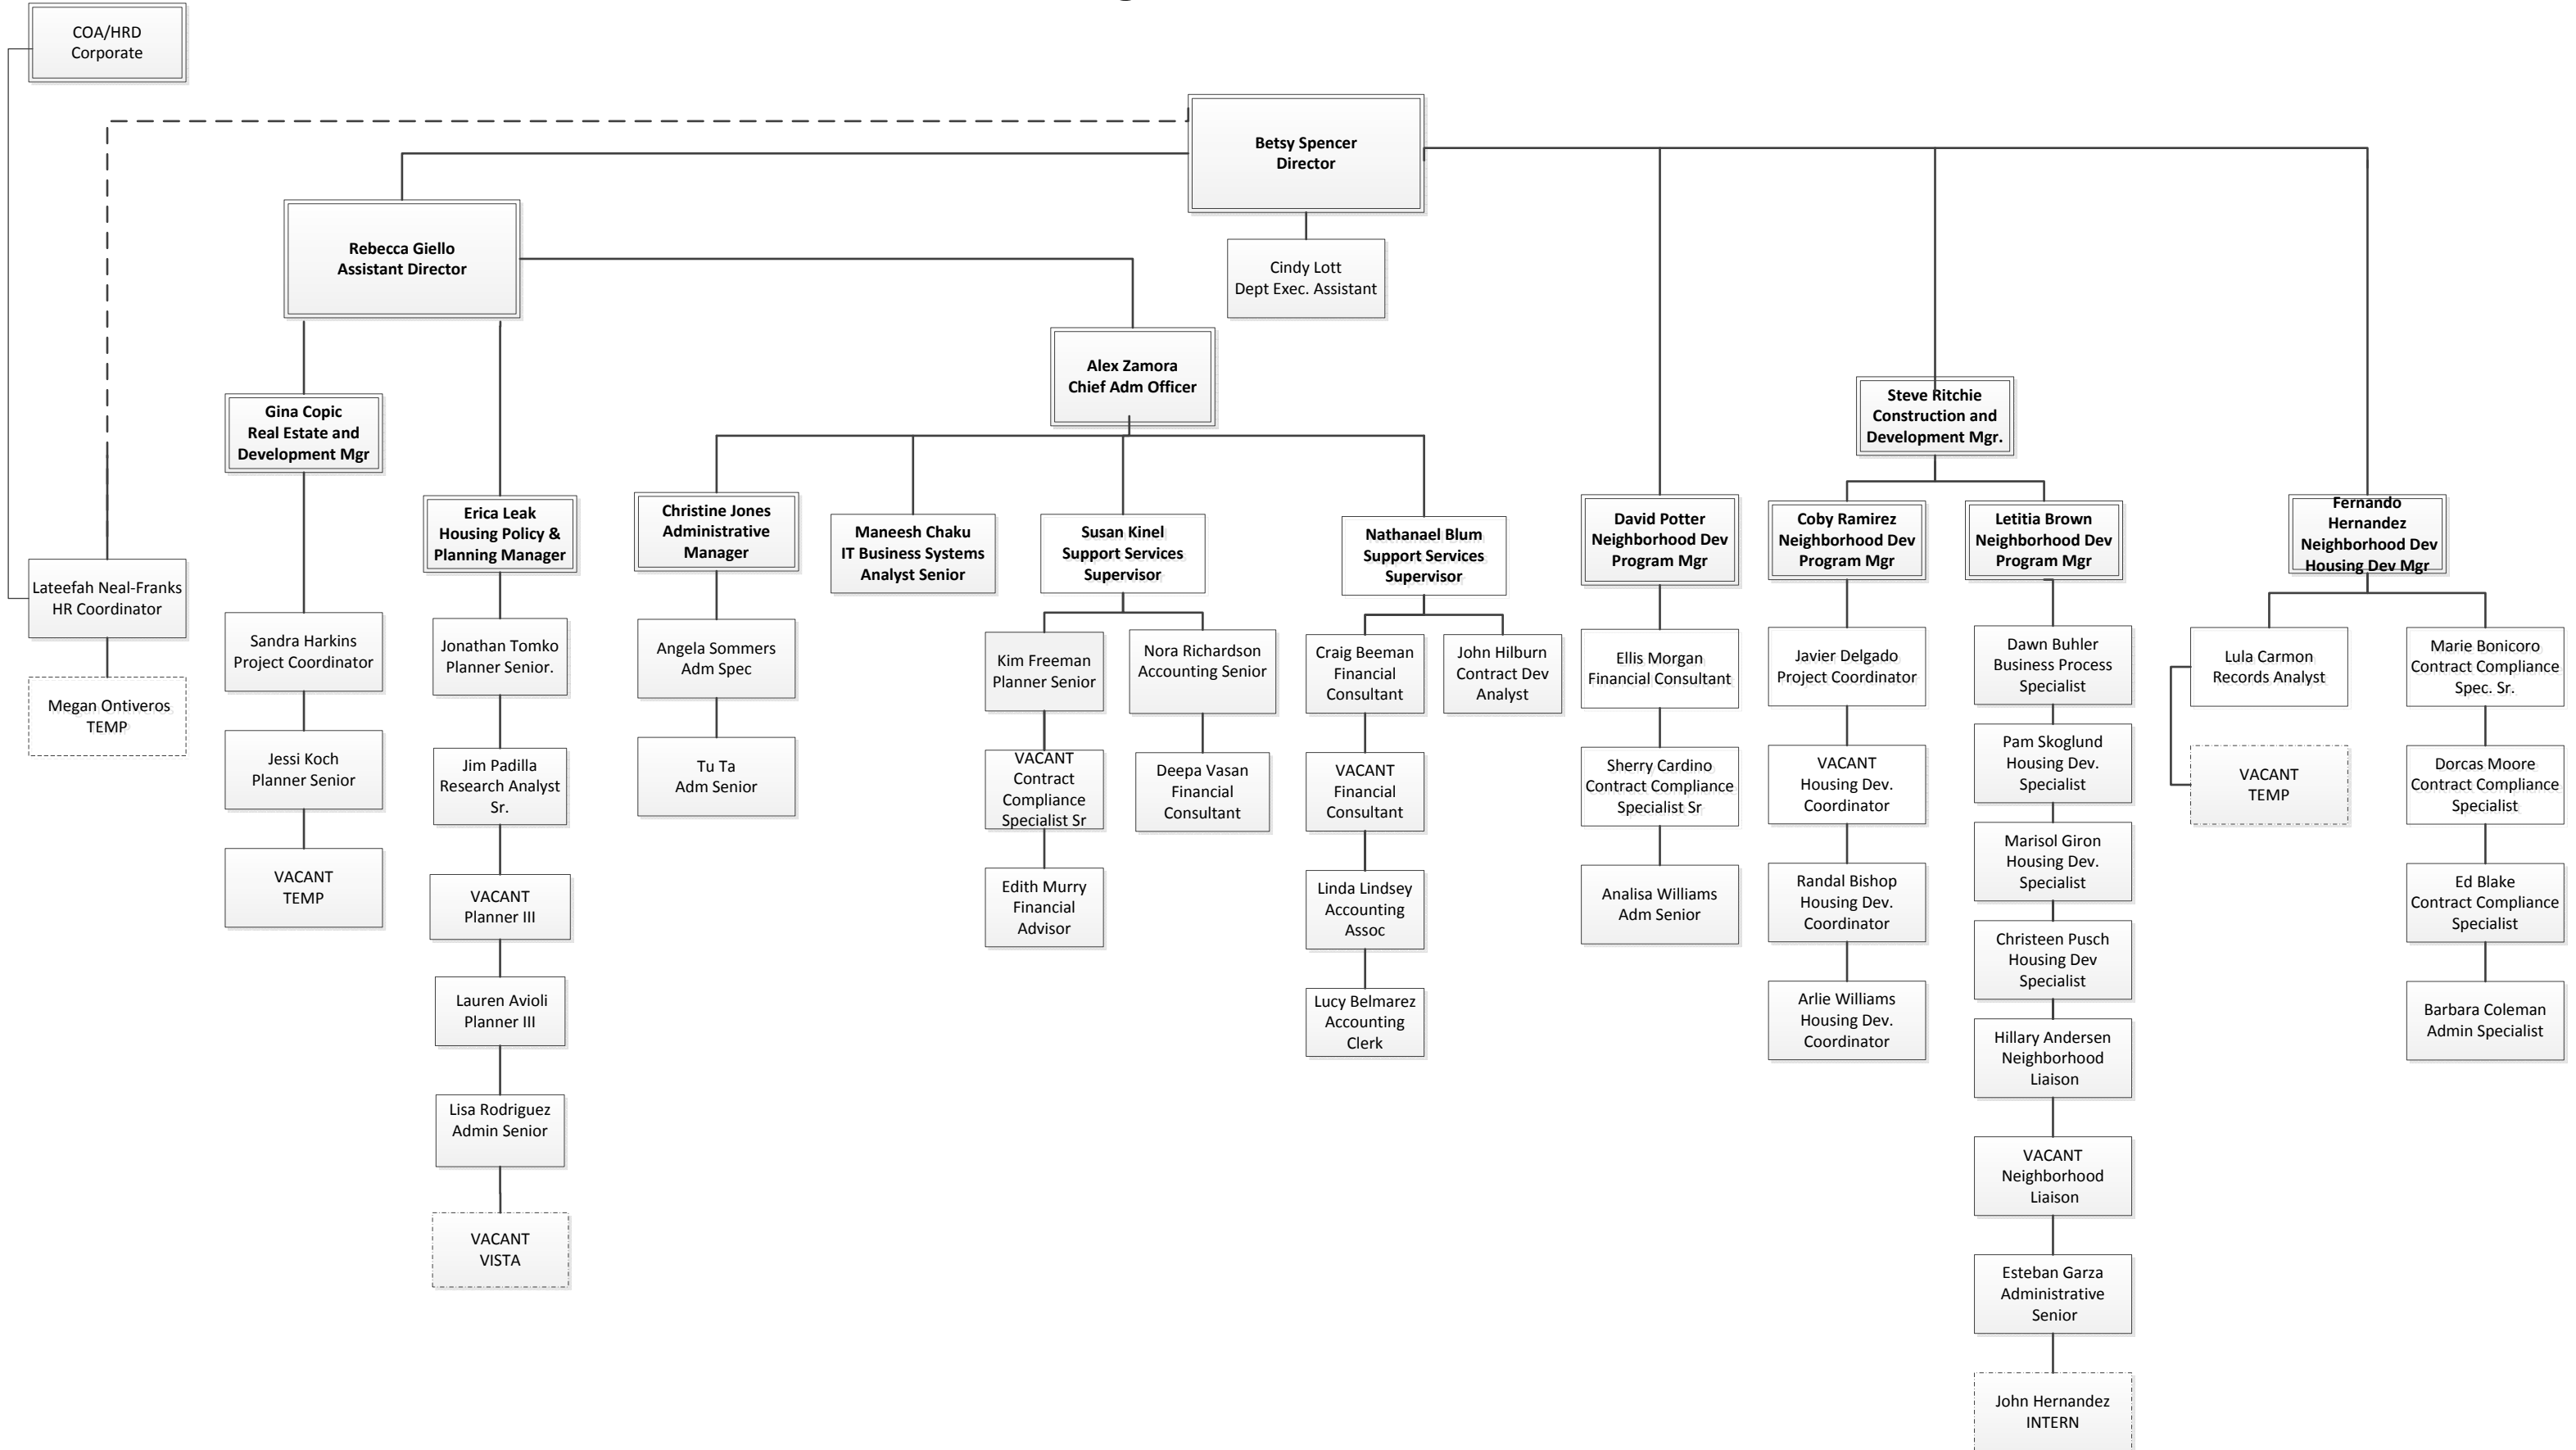 COA/HRD
Corporate
Betsy Spencer
Director
Rebecca Giello
Assistant Director
Cindy Lott
Dept Exec. Assistant
Alex Zamora
Chief Adm Officer
Gina Copic
Real Estate and
Development Mgr
Steve Ritchie
Construction and
Development Mgr.
Erica Leak
Housing Policy &
Planning Manager
Christine Jones
Administrative
Manager
Maneesh Chaku
IT Business Systems
Analyst Senior
Susan Kinel
Support Services
Supervisor
Nathanael Blum
Support Services
Supervisor
David Potter
Neighborhood Dev
Program Mgr
Coby Ramirez
Neighborhood Dev
Program Mgr
Letitia Brown
Neighborhood Dev
Program Mgr
Fernando
Hernandez
Neighborhood Dev
Housing Dev Mgr
Lateefah Neal-Franks
HR Coordinator
Megan Ontiveros
TEMP
Sandra Harkins
Project Coordinator
Jessi Koch
Planner Senior
VACANT
TEMP
Jonathan Tomko
Planner Senior.
Jim Padilla
Research Analyst
Sr.
VACANT
Planner III
Lauren Avioli
Planner III
Lisa Rodriguez
Admin Senior
VACANT
VISTA
Angela Sommers
Adm Spec
Tu Ta
Adm Senior
Kim Freeman
Planner Senior
VACANT
Contract
Compliance
Specialist Sr
Edith Murry
Financial
Advisor
Nora Richardson
Accounting Senior
Deepa Vasan
Financial
Consultant
Craig Beeman
Financial
Consultant
VACANT
Financial
Consultant
Linda Lindsey
Accounting
Assoc
Lucy Belmarez
Accounting
Clerk
John Hilburn
Contract Dev
Analyst
Ellis Morgan
Financial Consultant
Sherry Cardino
Contract Compliance
Specialist Sr
Analisa Williams
Adm Senior
Javier Delgado
Project Coordinator
VACANT
Housing Dev.
Coordinator
Randal Bishop
Housing Dev.
Coordinator
Arlie Williams
Housing Dev.
Coordinator
Dawn Buhler
Business Process
Specialist
Pam Skoglund
Housing Dev.
Specialist
Marisol Giron
Housing Dev.
Specialist
Christeen Pusch
Housing Dev
Specialist
Hillary Andersen
Neighborhood
Liaison
VACANT
Neighborhood
Liaison
Esteban Garza
Administrative
Senior
John Hernandez
INTERN
Lula Carmon
Records Analyst
VACANT
TEMP
Marie Bonicoro
Contract Compliance
Spec. Sr.
Dorcas Moore
Contract Compliance
Specialist
Ed Blake
Contract Compliance
Specialist
Barbara Coleman
Admin Specialist